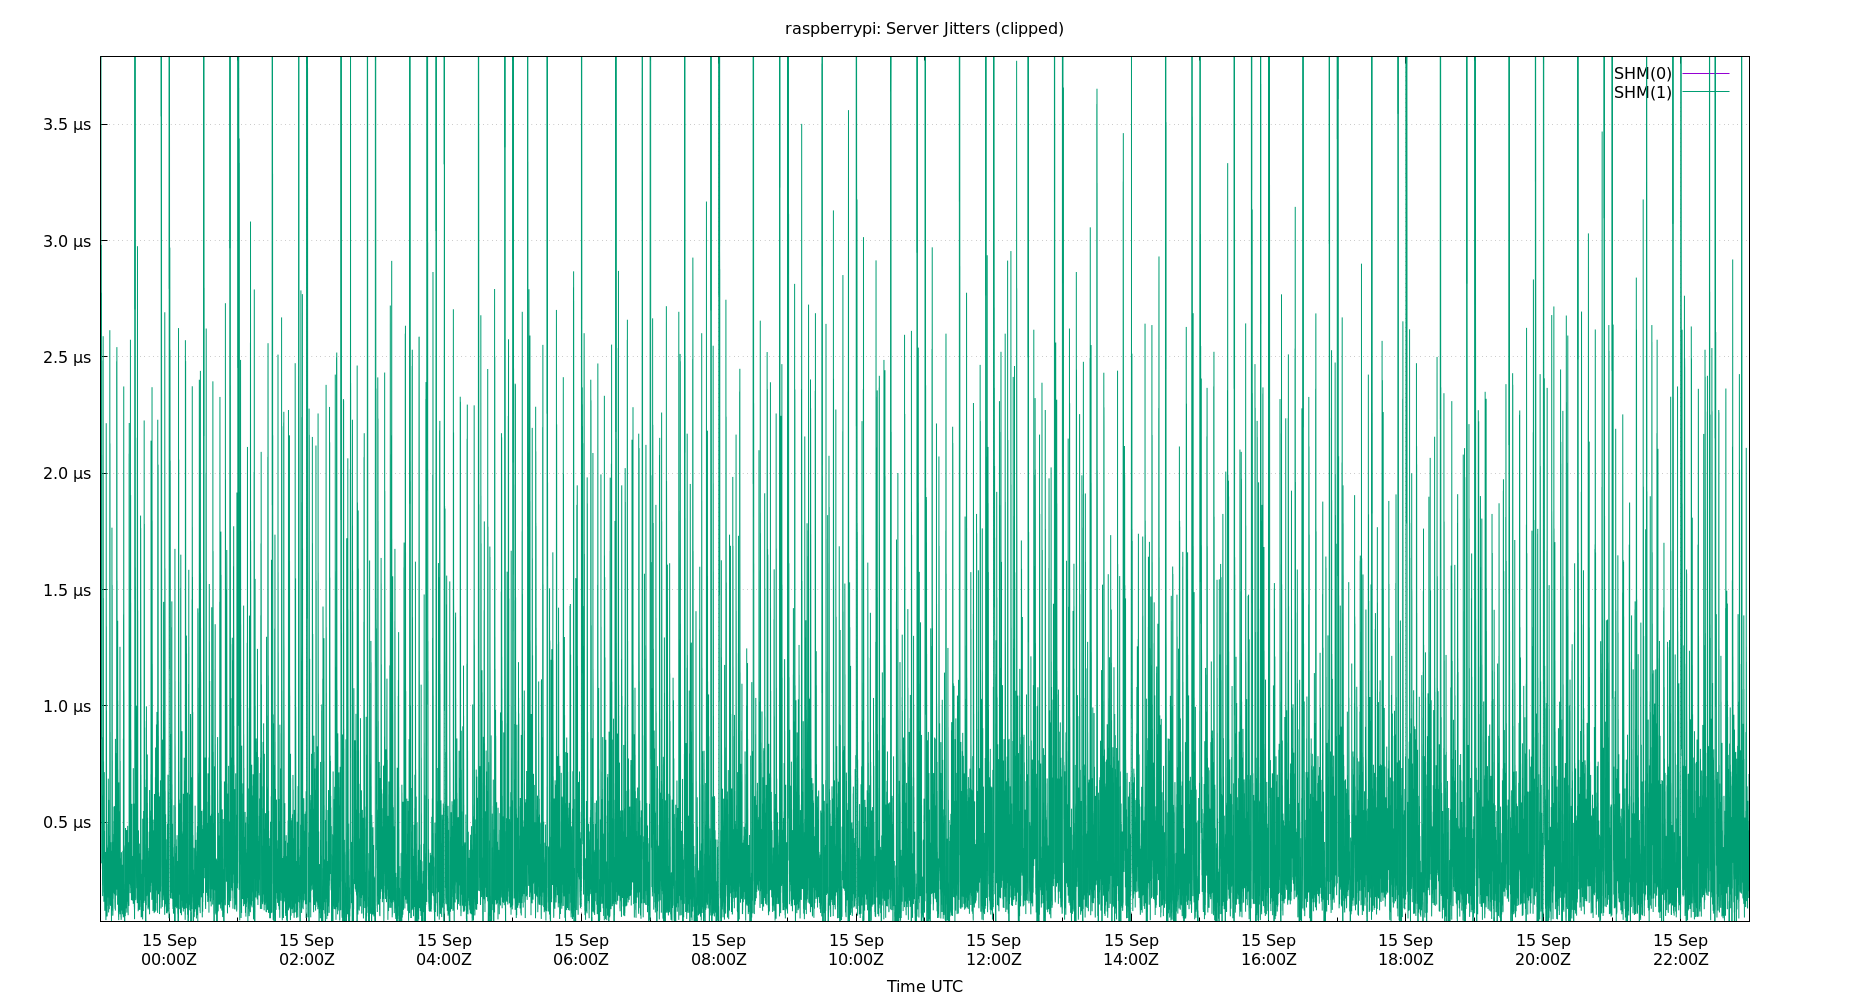 raspberrypi: Server Jitters (clipped)
SHM(0)
SHM(1)
3.5 µs
3.0 µs
2.5 µs
2.0 µs
1.5 µs
1.0 µs
0.5 µs
15 Sep 15 Sep 15 Sep 15 Sep 15 Sep 15 Sep 15 Sep 15 Sep 15 Sep 15 Sep 15 Sep 15 Sep
00:00Z 02:00Z 04:00Z 06:00Z 08:00Z 10:00Z 12:00Z 14:00Z 16:00Z 18:00Z 20:00Z 22:00Z
Time UTC